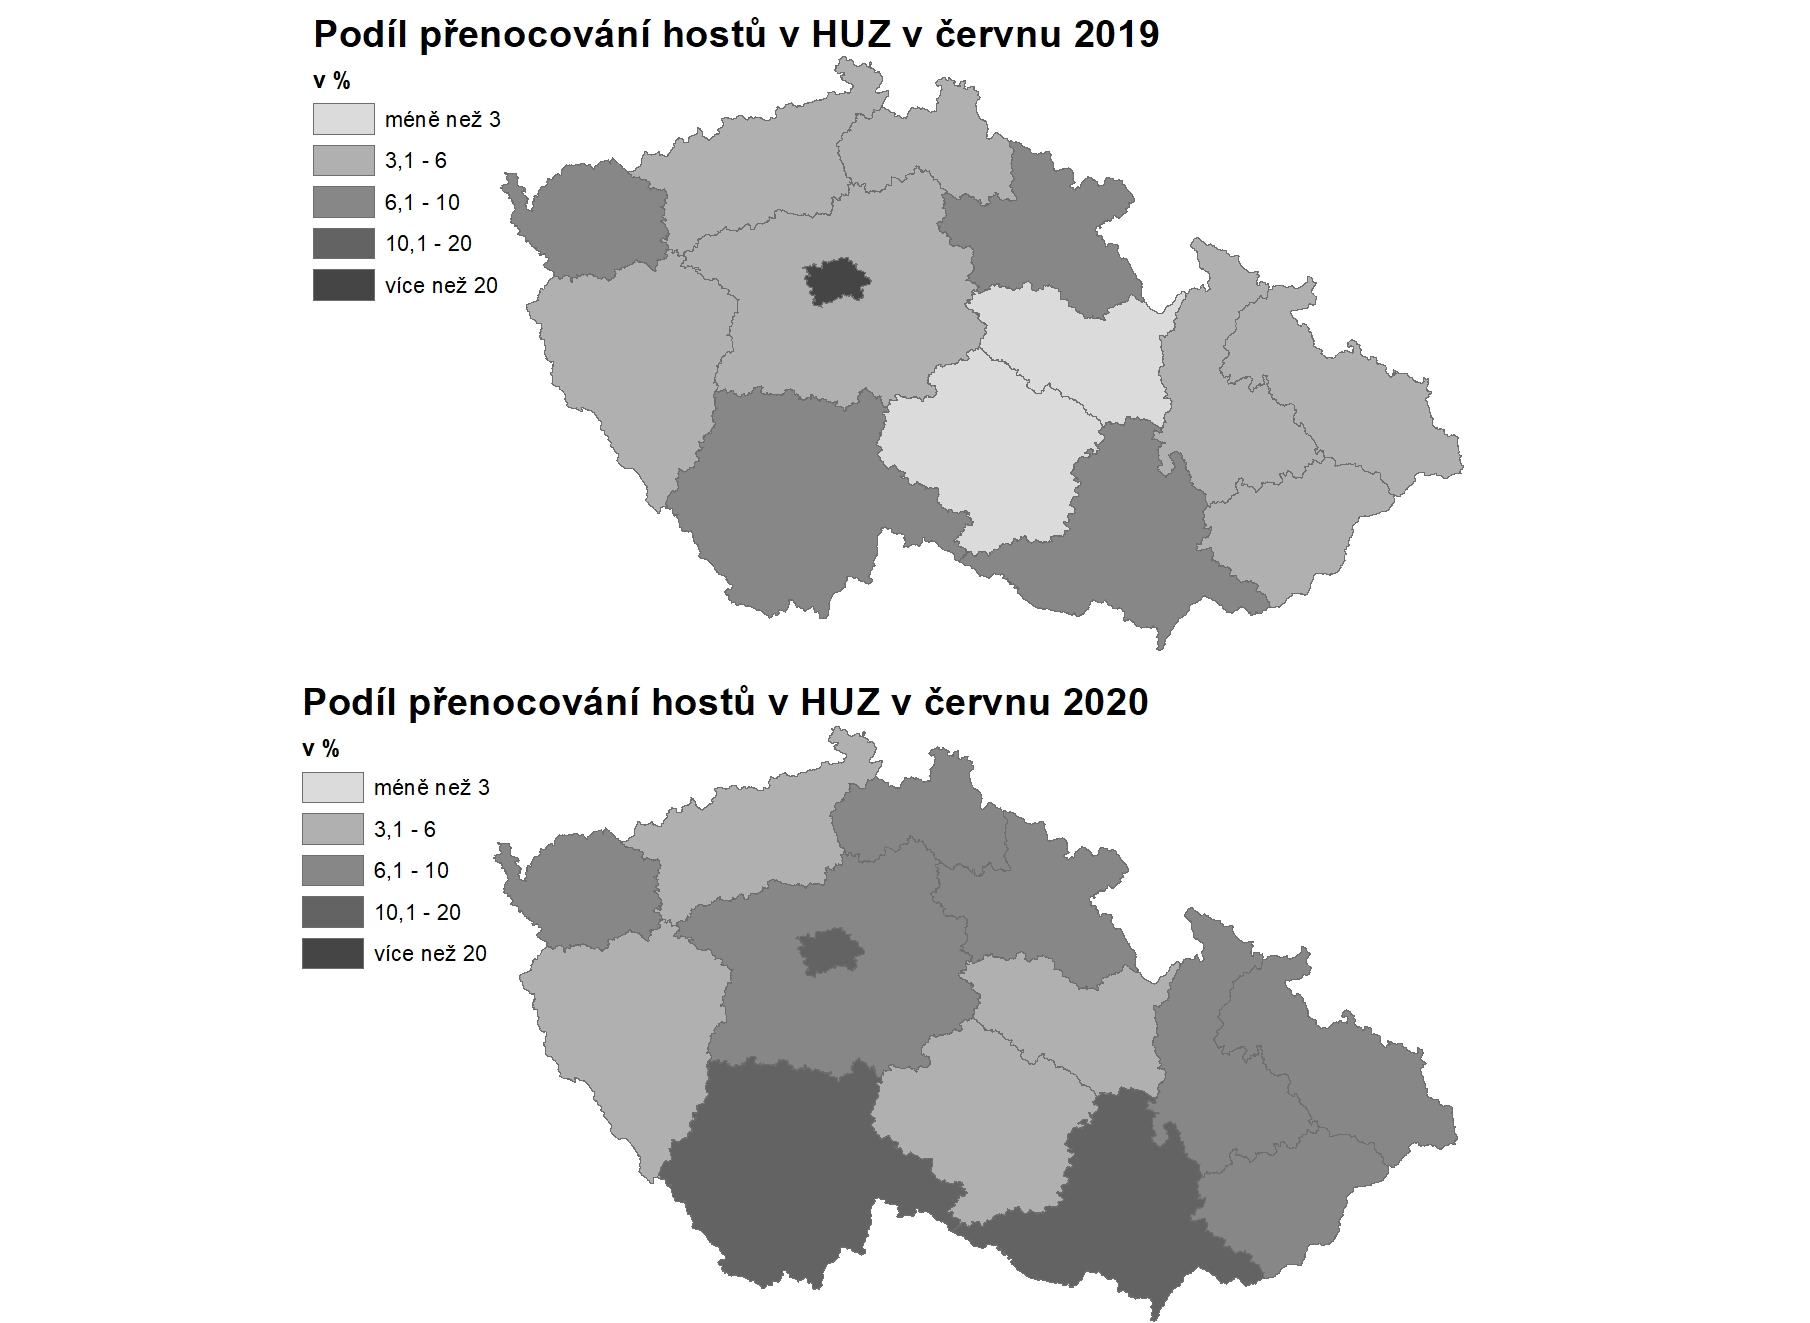 Podíl přenocování hostů v HUZ v červnu 2019
v %
méně než 3
3,1 - 6
6,1 - 10
10,1 - 20
více než 20
Podíl přenocování hostů v HUZ v červnu 2020
v %
méně než 3
3,1 - 6
6,1 - 10
10,1 - 20
více než 20